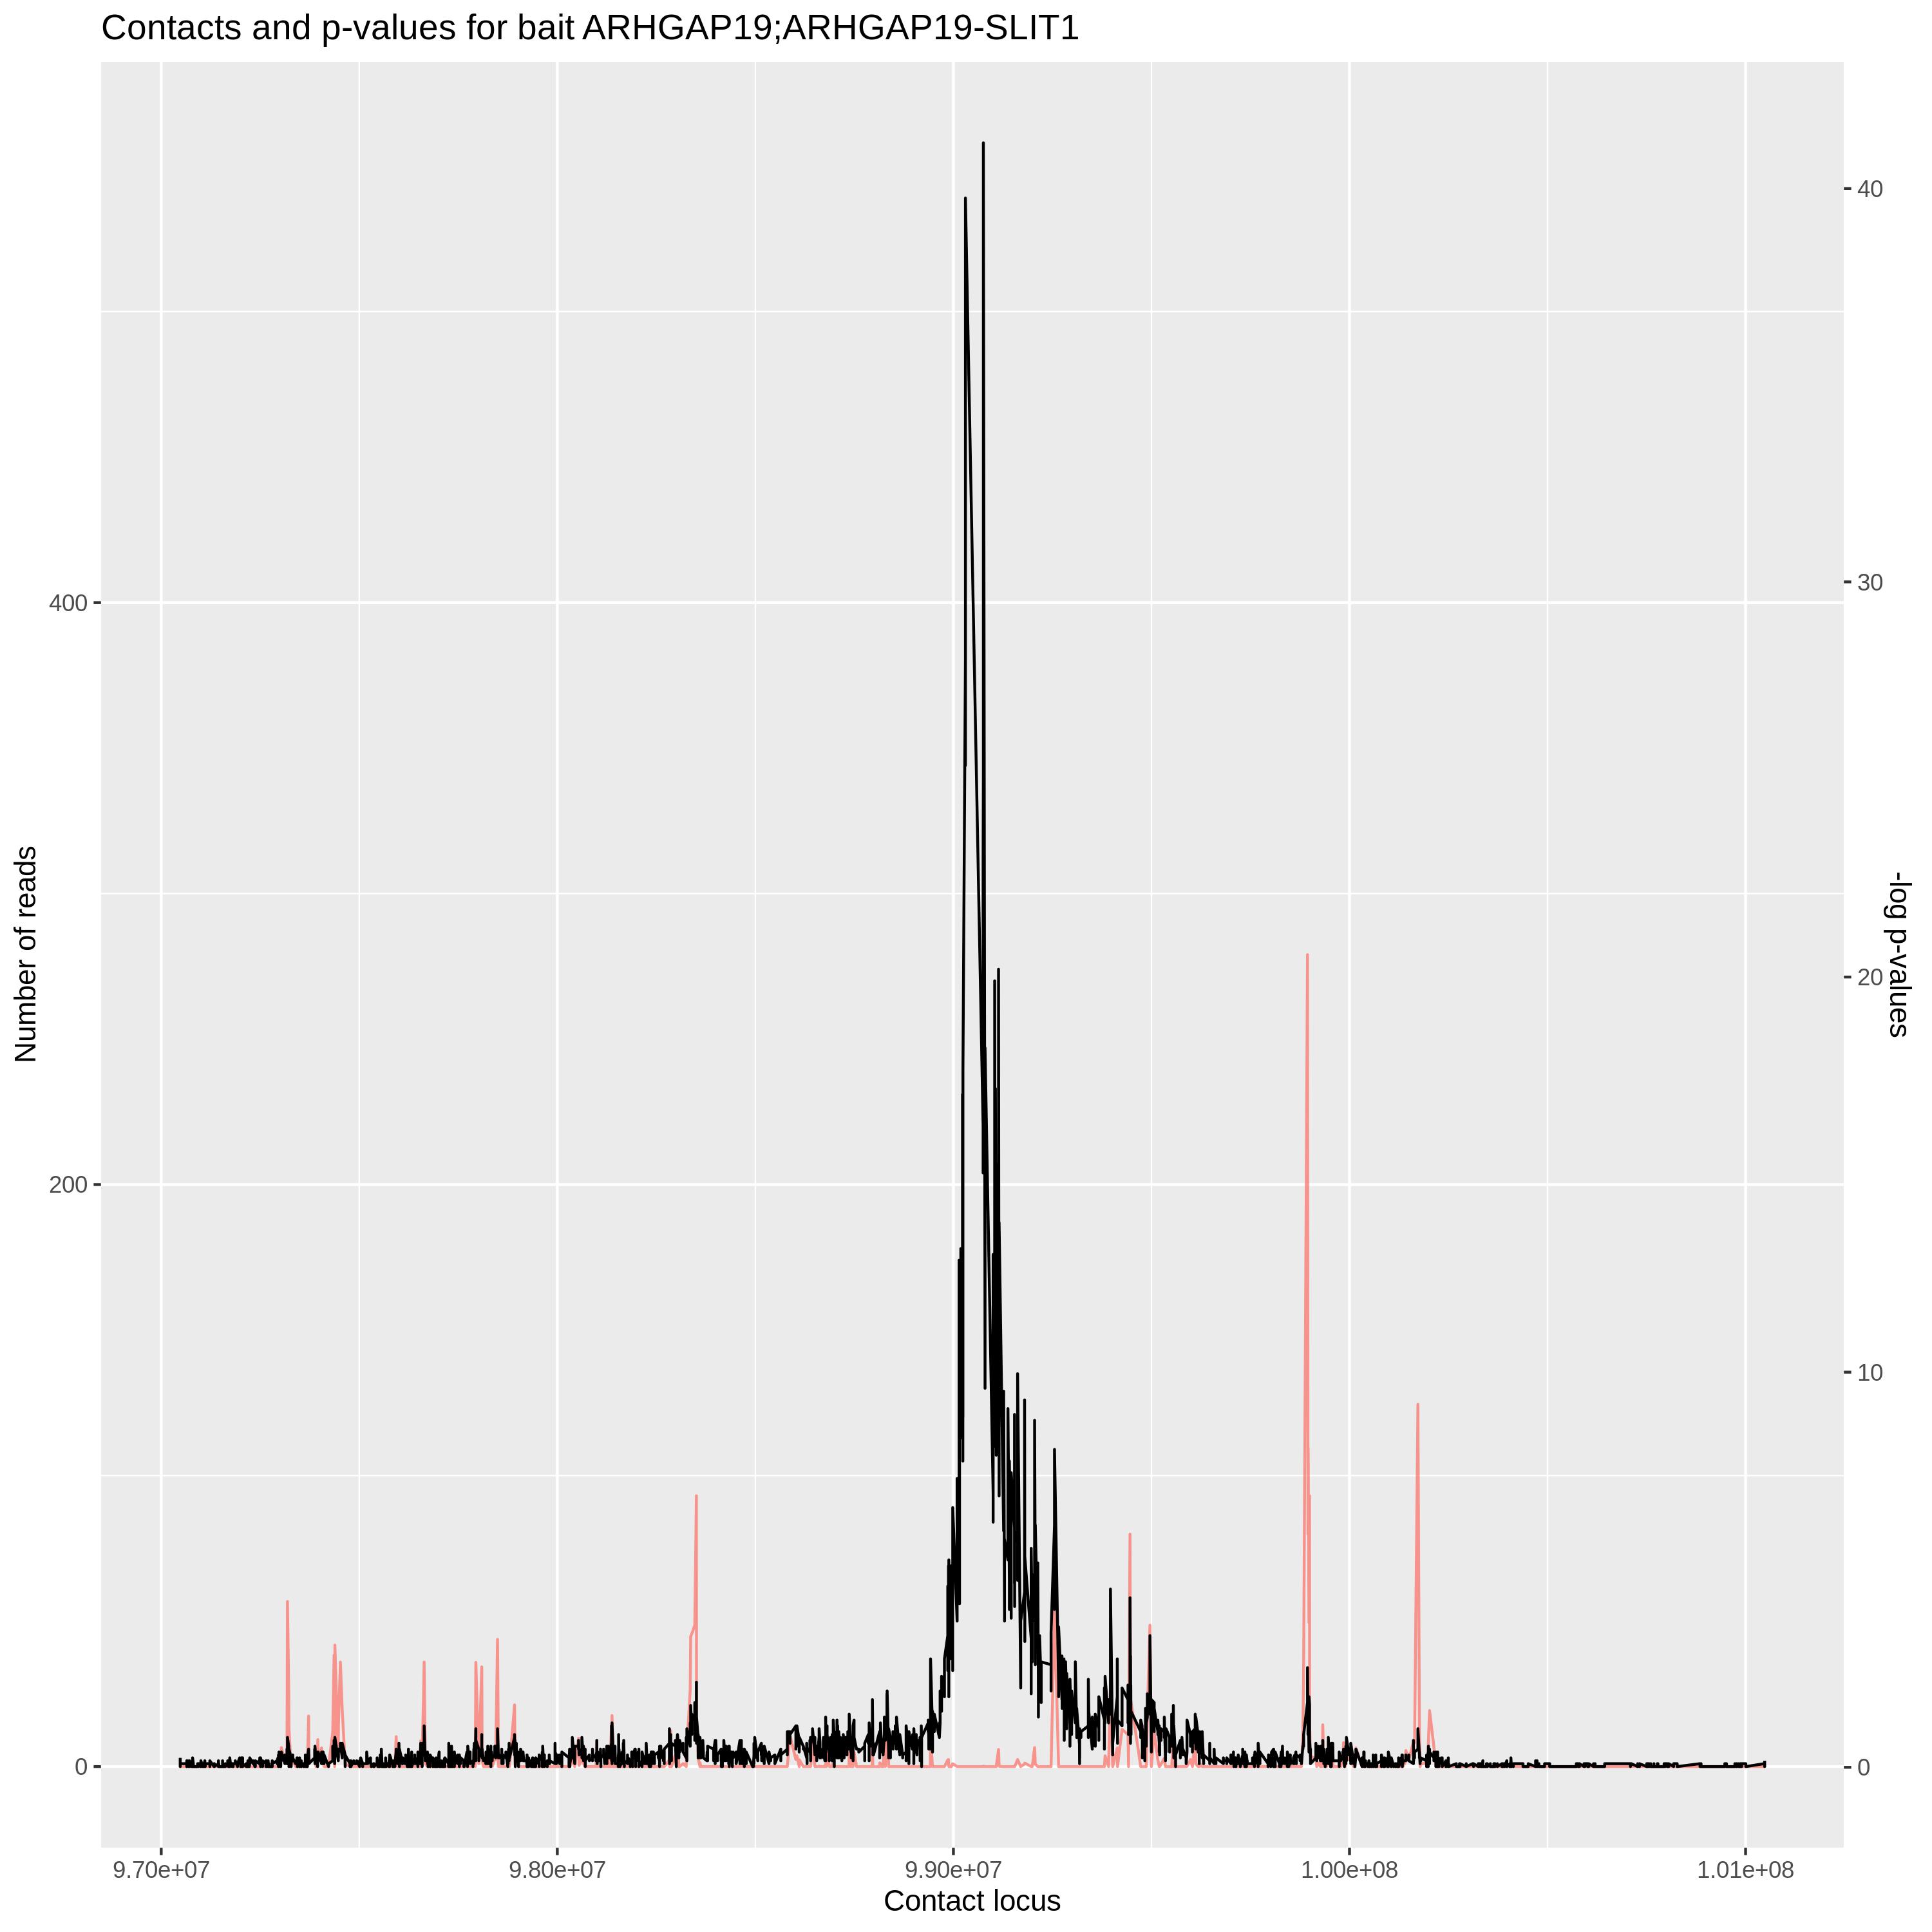 Contacts and p-values for bait ARHGAP19;ARHGAP19-SLIT1
40
400
30
Number of reads
-log p-values
20
200
10
0
0
9.70e+07
9.80e+07
9.90e+07
1.00e+08
1.01e+08
Contact locus